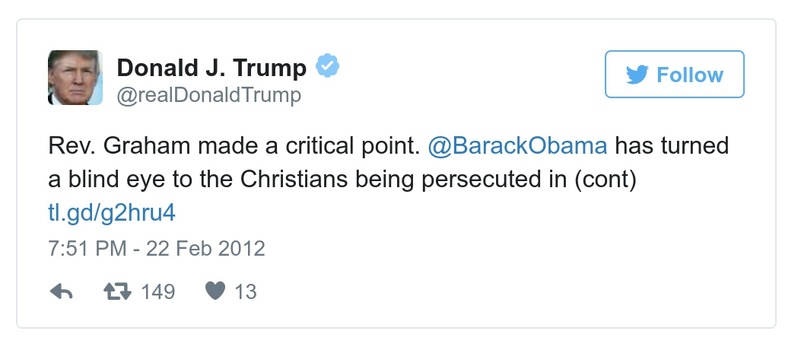 Donald J. Trump
@realDonaldTrump
Follow
Rev. Graham made a critical point. @BarackObama has turned
a blind eye to the Christians being persecuted in (cont)
tl.gd/g2hru4
7:51 PM - 22 Feb 2012
149 13